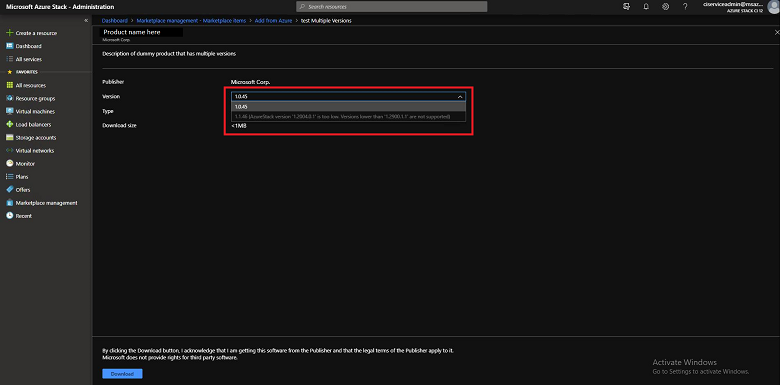 Microsoft Azure Stack - Administration
Search resources
ciserviceadmin@msaz...
AZURE STACK CI 12
Dashboard > Marketplace management - Marketplace items > Add from Azure > test Multiple Versions
Create a resource
Dashboard
All services
FAVORITES
All resources
Resource groups
Virtual machines
Load balancers
Storage accounts
Virtual networks
Monitor
Plans
Offers
Marketplace management
Recent
Product name here
Microsoft Corp.
Description of dummy product that has multiple versions
Publisher
Microsoft Corp.
Version
1.0.45
1.0.45
1.1.46 (AzureStack version '1.2004.0.1' is too low. Versions lower than '1.2900.1.1' are not supported)
Type
Download size
<1MB
By clicking the Download button, I acknowledge that I am getting this software from the Publisher and that the legal terms of the Publisher apply to it.
Microsoft does not provide rights for third party software.
Download
Activate Windows
Go to Settings to activate Windows.